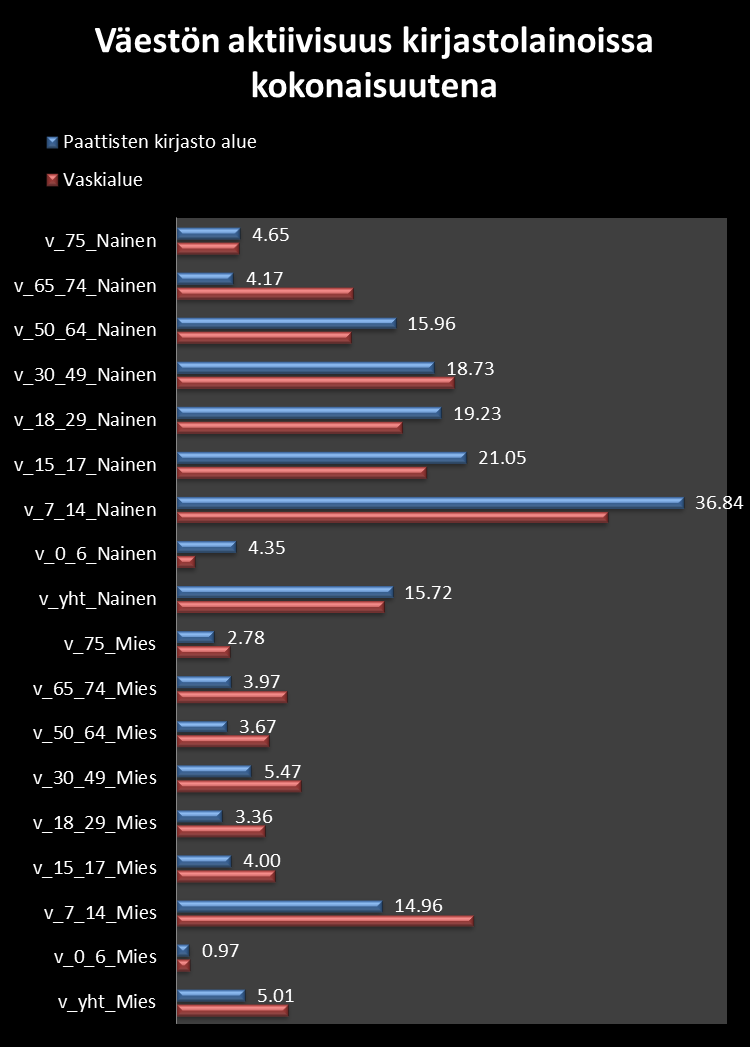 Väestön aktiivisuus kirjastolainoissa
kokonaisuutena
Paattisten kirjasto alue
Vaskialue
v_75_Nainen 4.65
v_65_74_Nainen 4.17
v_50_64_Nainen 15.96
v_30_49_Nainen 18.73
v_18_29_Nainen 19.23
v_15_17_Nainen 21.05
v_7_14_Nainen 36.84
v_0_6_Nainen 4.35
v_yht_Nainen 15.72
v_75_Mies 2.78
v_65_74_Mies 3.97
v_50_64_Mies 3.67
v_30_49_Mies 5.47
v_18_29_Mies 3.36
v_15_17_Mies 4.00
v_7_14_Mies 14.96
v_0_6_Mies 0.97
v_yht_Mies 5.01